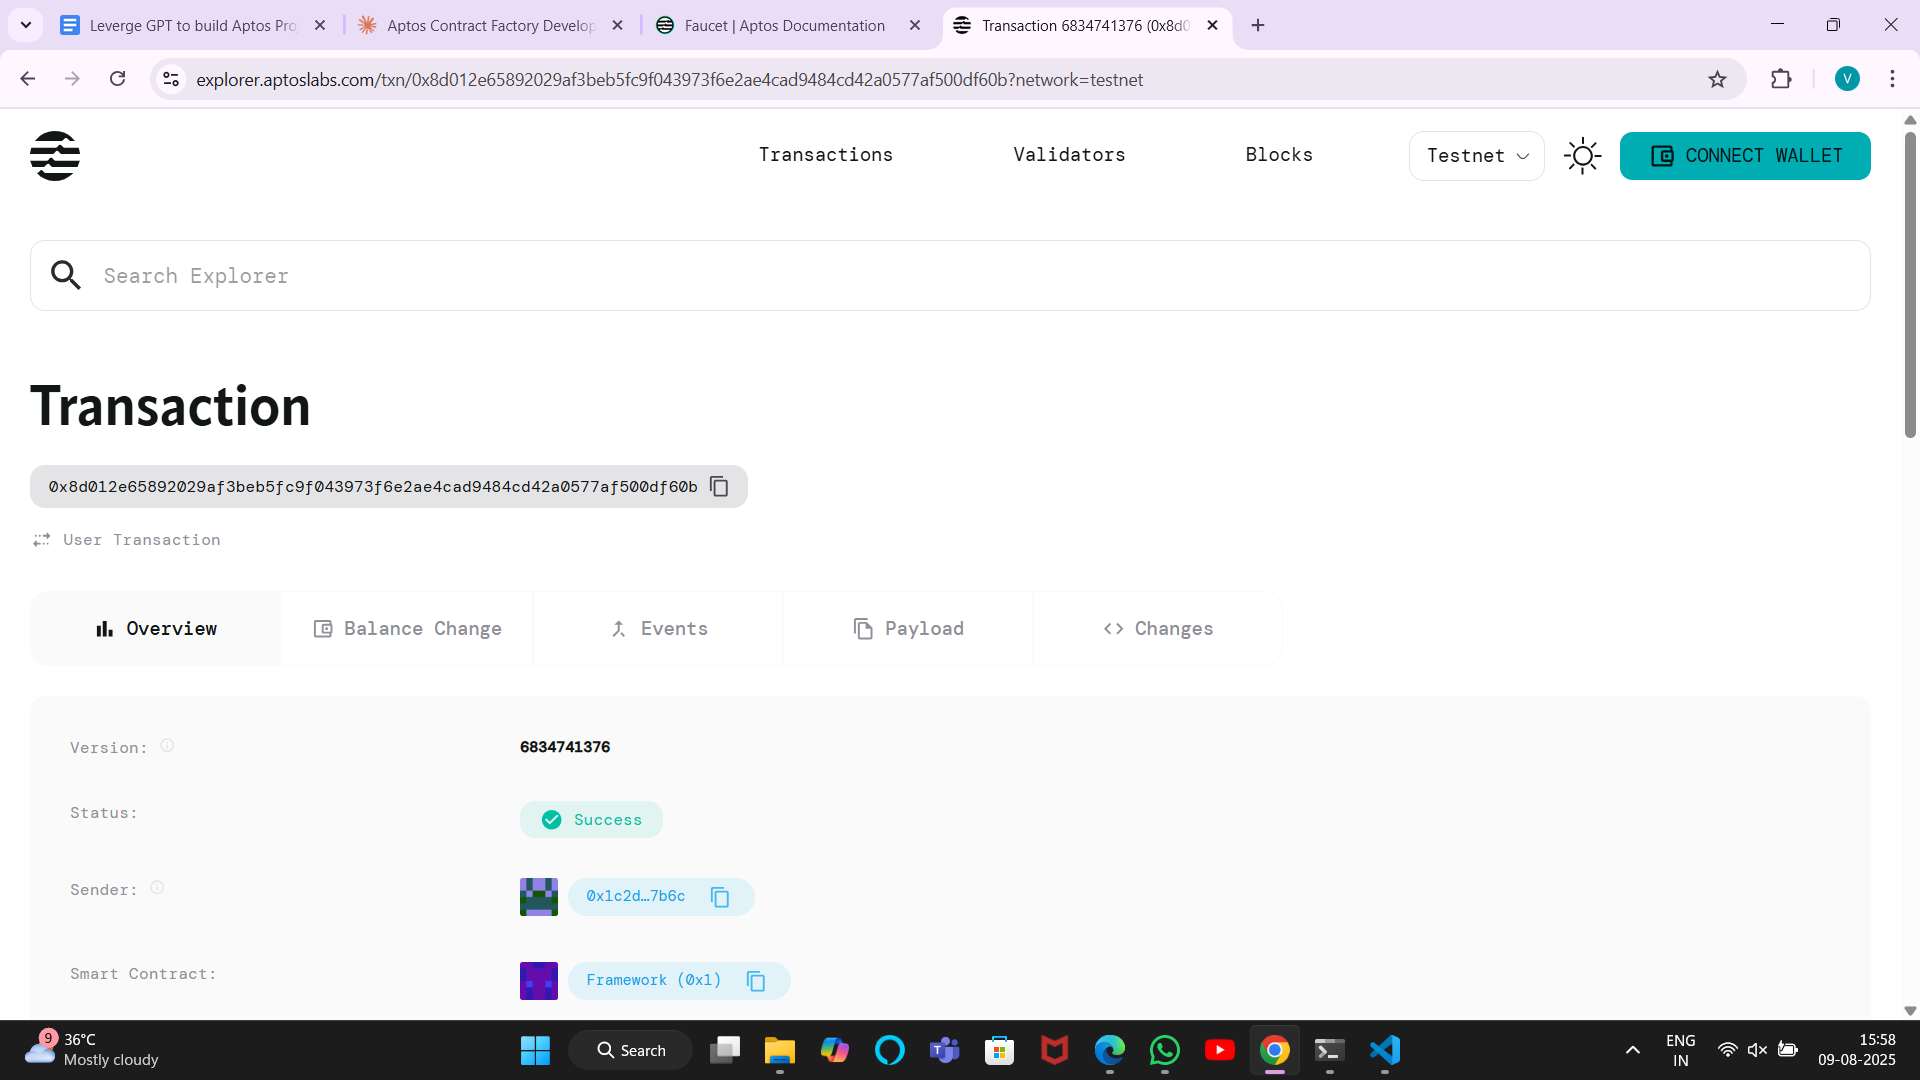 Leverge GPT to build Aptos Pro
Aptos Contract Factory Develop
Faucet | Aptos Documentation
Transaction 6834741376 (0x8d0
explorer.aptoslabs.com/txn/0x8d012e65892029af3beb5fc9f043973f6e2ae4cad9484cd42a0577af500df60b?network=testnet
V
Transactions
Validators
Blocks
Testnet
CONNECT WALLET
Search Explorer
Transaction
0x8d012e65892029af3beb5fc9f043973f6e2ae4cad9484cd42a0577af500df60b
User Transaction
Overview
Balance Change
Events
Payload
Changes
Version:
6834741376
Status:
Success
Sender:
0x1c2d…7b6c
Smart Contract:
Framework (0x1)
9
36°C
Mostly cloudy
Search
ENG
IN
15:58
09-08-2025